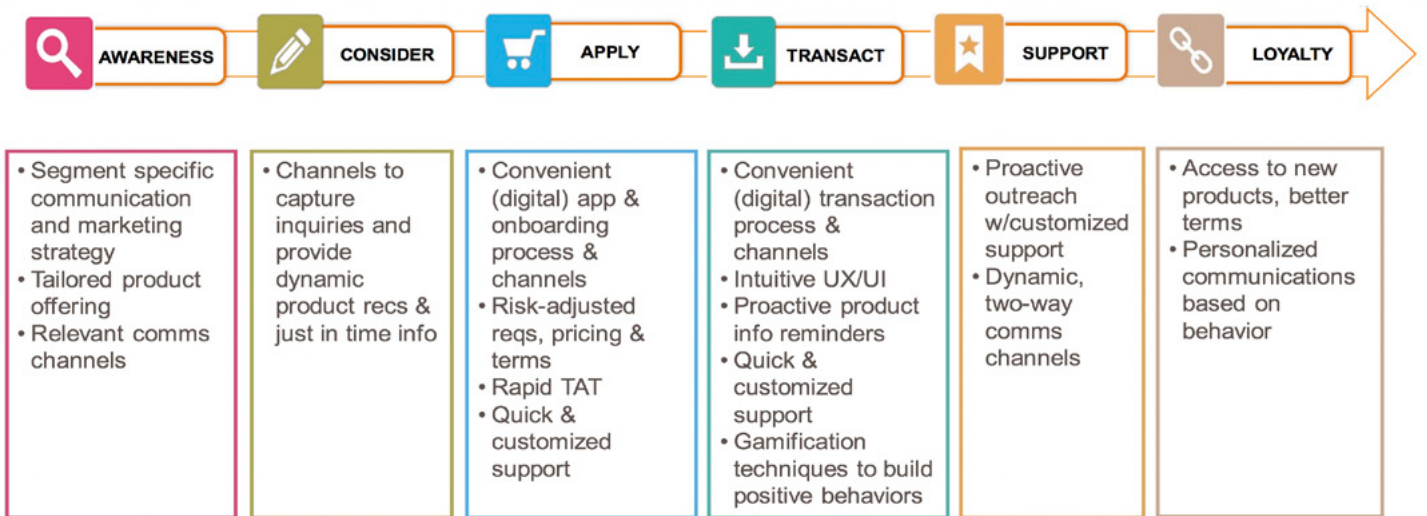 AWARENESS
CONSIDER
APPLY
TRANSACT
SUPPORT
LOYALTY
• Segment specific
communication
and marketing
strategy
• Tailored product
offering
• Relevant comms
channels
• Channels to
capture
inquiries and
provide
dynamic
product recs &
just in time info
• Convenient
(digital) app &
onboarding
process &
channels
• Risk-adjusted
reqs, pricing &
terms
• Rapid TAT
• Quick &
customized
support
• Convenient
(digital) transaction
process &
channels
• Intuitive UX/UI
• Proactive product
info reminders
• Quick &
customized
support
• Gamification
techniques to build
positive behaviors
• Proactive
outreach
w/customized
support
• Dynamic,
two-way
comms
channels
• Access to new
products, better
terms
• Personalized
communications
based on
behavior